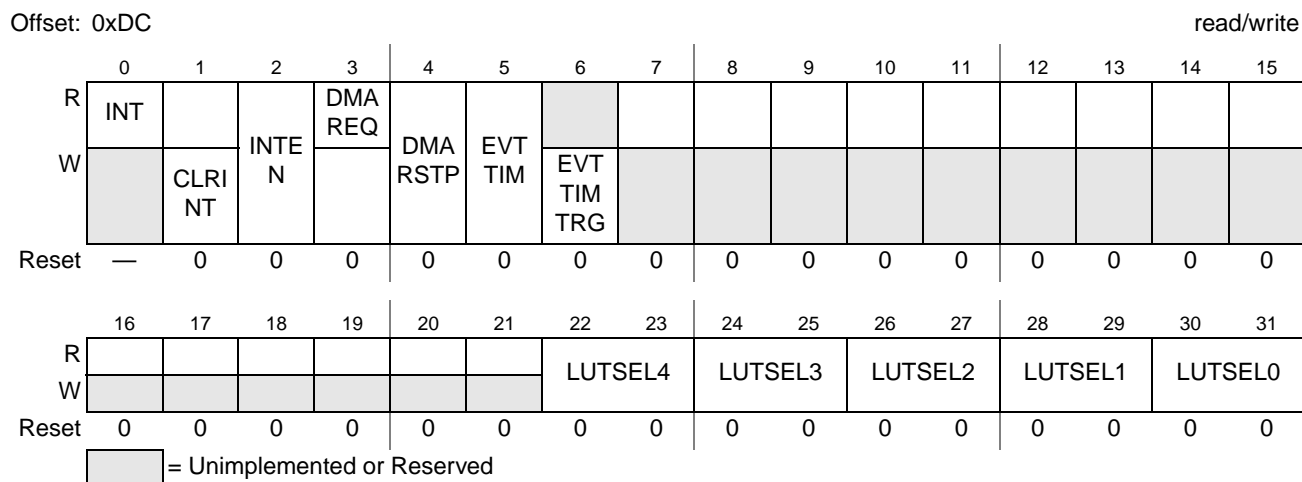 Offset: 0xDC read/write
0 1 2 3 4 5 6 7 8 9 10 11 12 13 14 15
R INT INTE N DMA REQ DMA RSTP EVT TIM
W CLRI NT EVT TIM TRG
Reset — 0 0 0 0 0 0 0 0 0 0 0 0 0 0 0
16 17 18 19 20 21 22 23 24 25 26 27 28 29 30 31
R LUTSEL4 LUTSEL3 LUTSEL2 LUTSEL1 LUTSEL0
W
Reset 0 0 0 0 0 0 0 0 0 0 0 0 0 0 0 0
= Unimplemented or Reserved